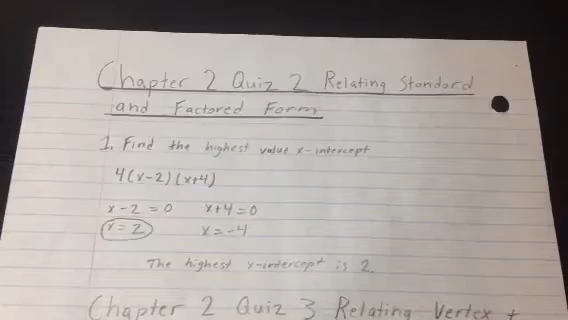 Chapter 2 Quiz 2 Relating Standard
and Factored Form
1. Find the highest value x-intercept
4(x-2)(x+4)
x-2=0 x+4=0
x=2 x=-4
The highest x-intercept is 2.
Chapter 2 Quiz 3 Relating Vertex +